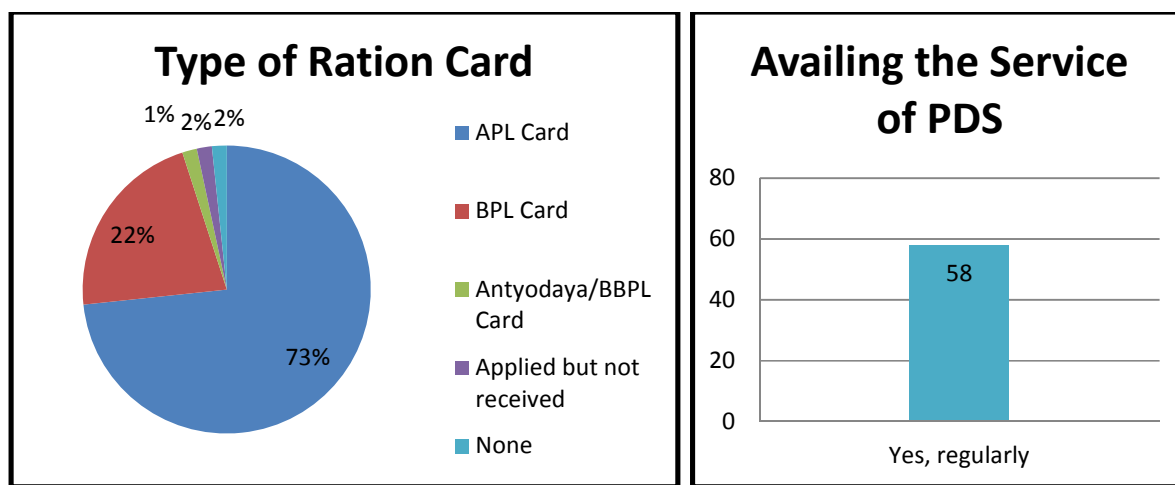 Type of Ration Card
1%
2%
2%
22%
73%
APL Card
BPL Card
Antyodaya/BBPL
Card
Applied but not
received
None
Availing the Service
of PDS
80
60
40
20
0
58
Yes, regularly